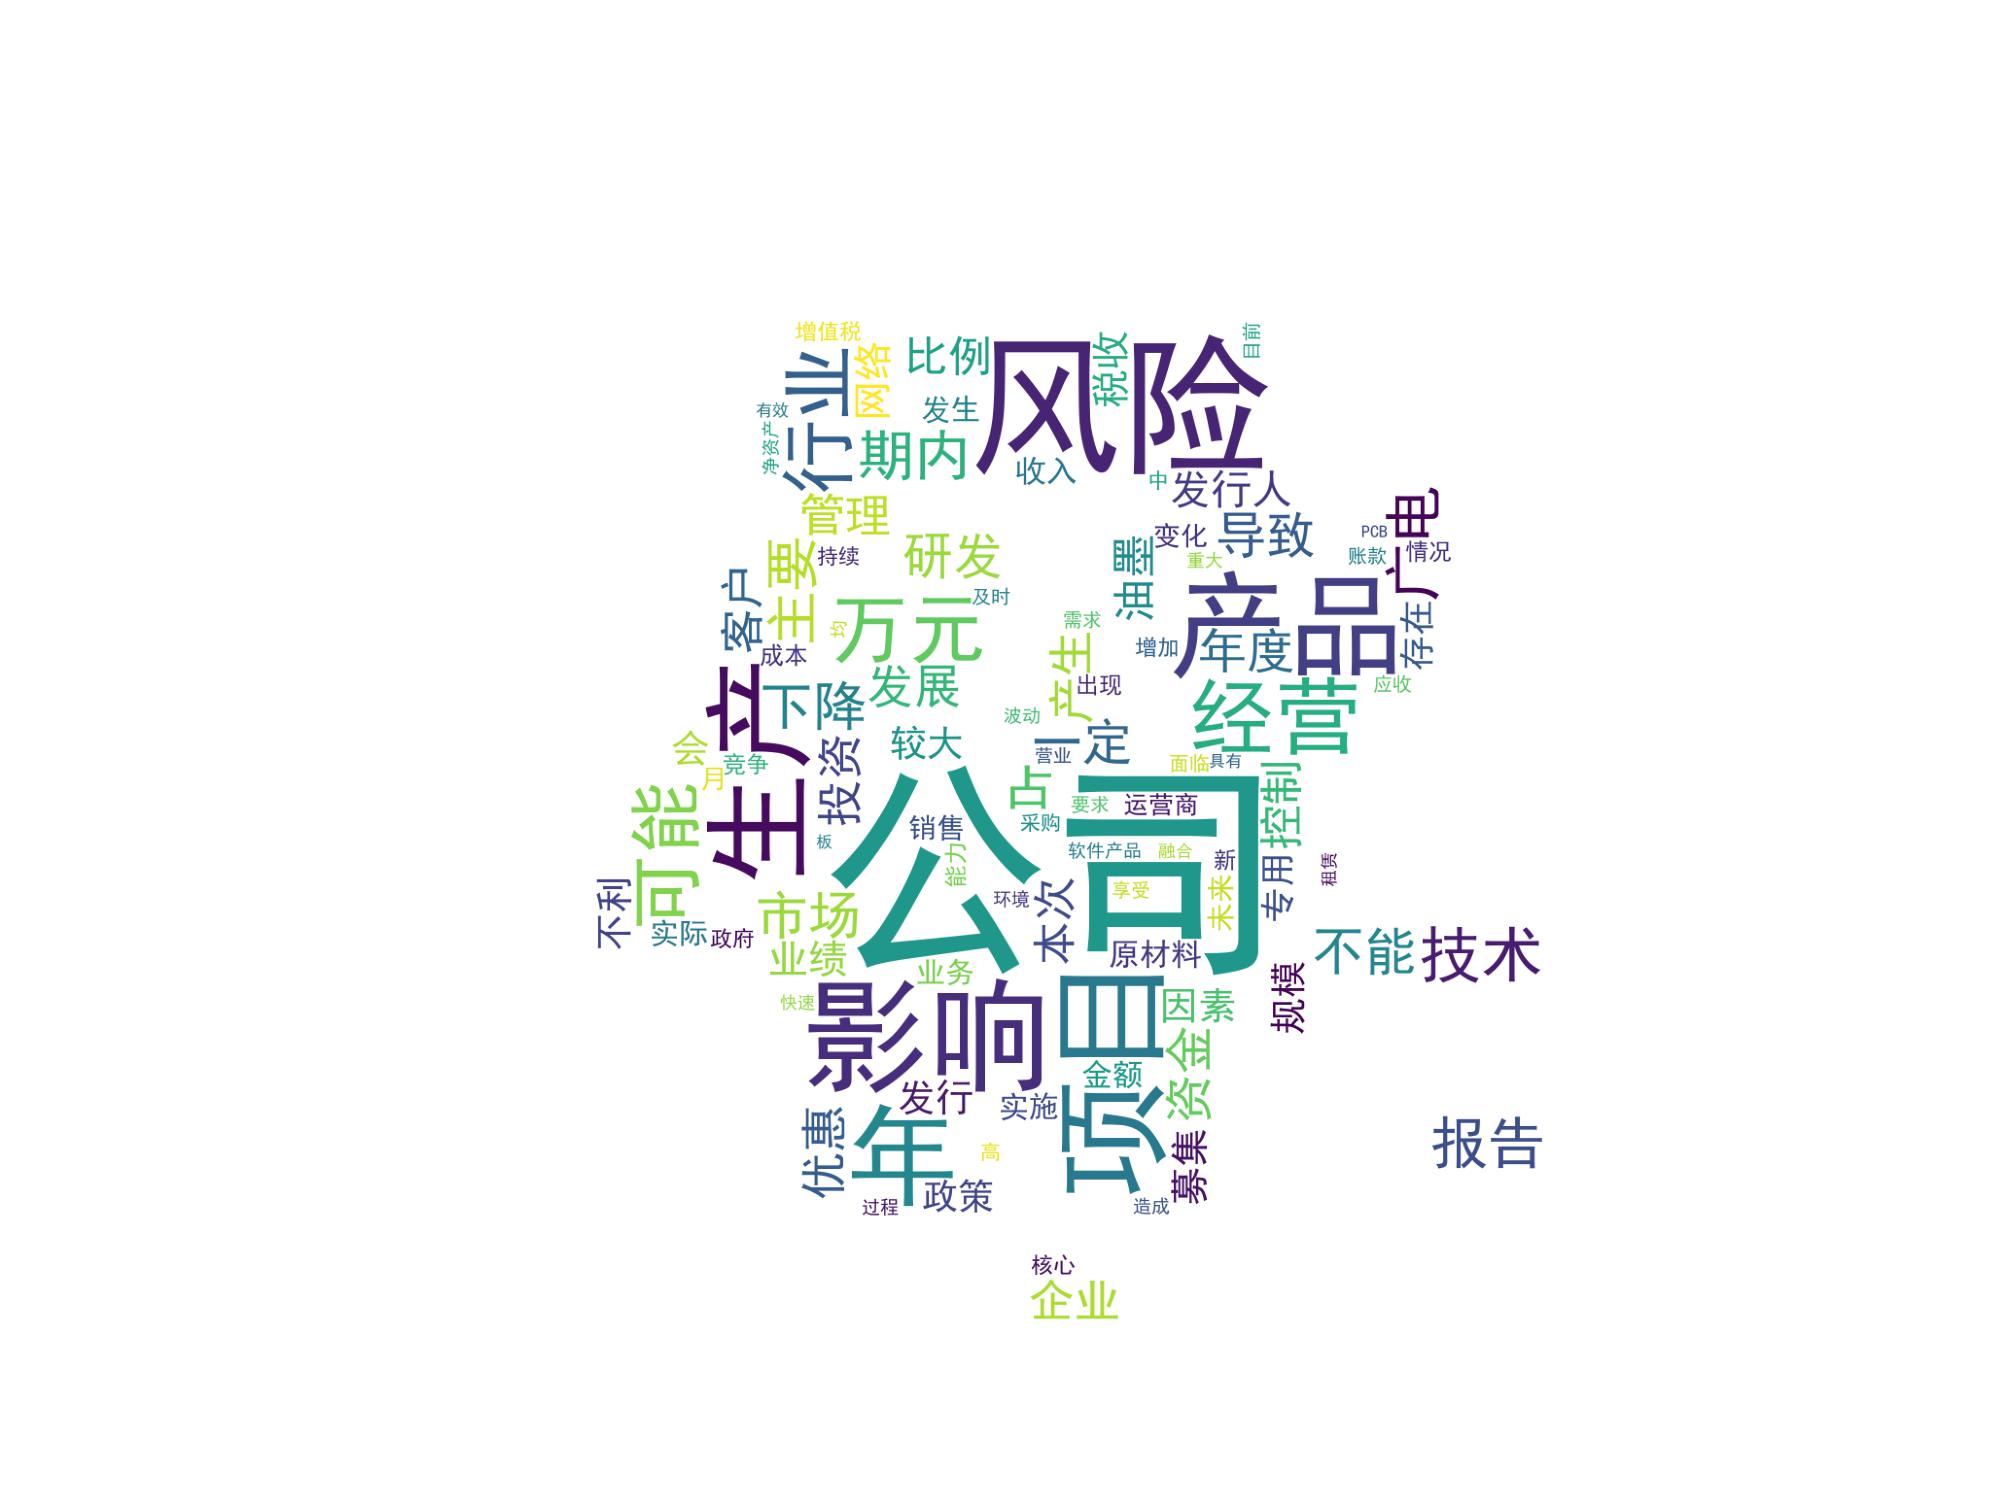 增值税
目前
风险
税收
比例
网络
行业
有效
发生
净资产
期内
收入
中
发行人
管理
广电
导致
变化
PCB
情况
账款
重大
油墨
研发
持续
主要
客户
及时
产品
万元
均
需求
年度
增加
存在
成本
产生
出现
应收
生产
下降
发展
经营
波动
一定
较大
营业
会
竞争
月
投资
面临
具有
占
控制
公司
要求
运营商
采购
销售
可能
板
软件产品
融合
新
租赁
能力
享受
环境
未来
专用
本次
不利
市场
实际
政府
业绩
业务
原材料
不能
技术
快速
影响
项目
因素
规模
资金
金额
发行
实施
优惠
年
高
募集
报告
政策
过程
造成
核心
企业